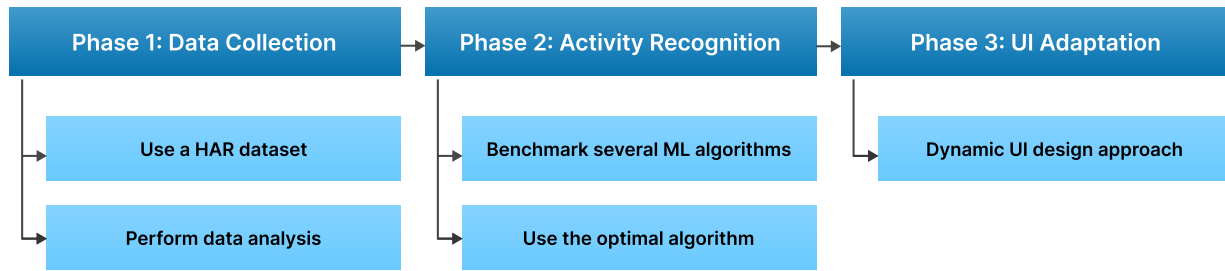 Phase 1: Data Collection
Use a HAR dataset
Perform data analysis
Phase 2: Activity Recognition
Benchmark several ML algorithms
Use the optimal algorithm
Phase 3: UI Adaptation
Dynamic UI design approach